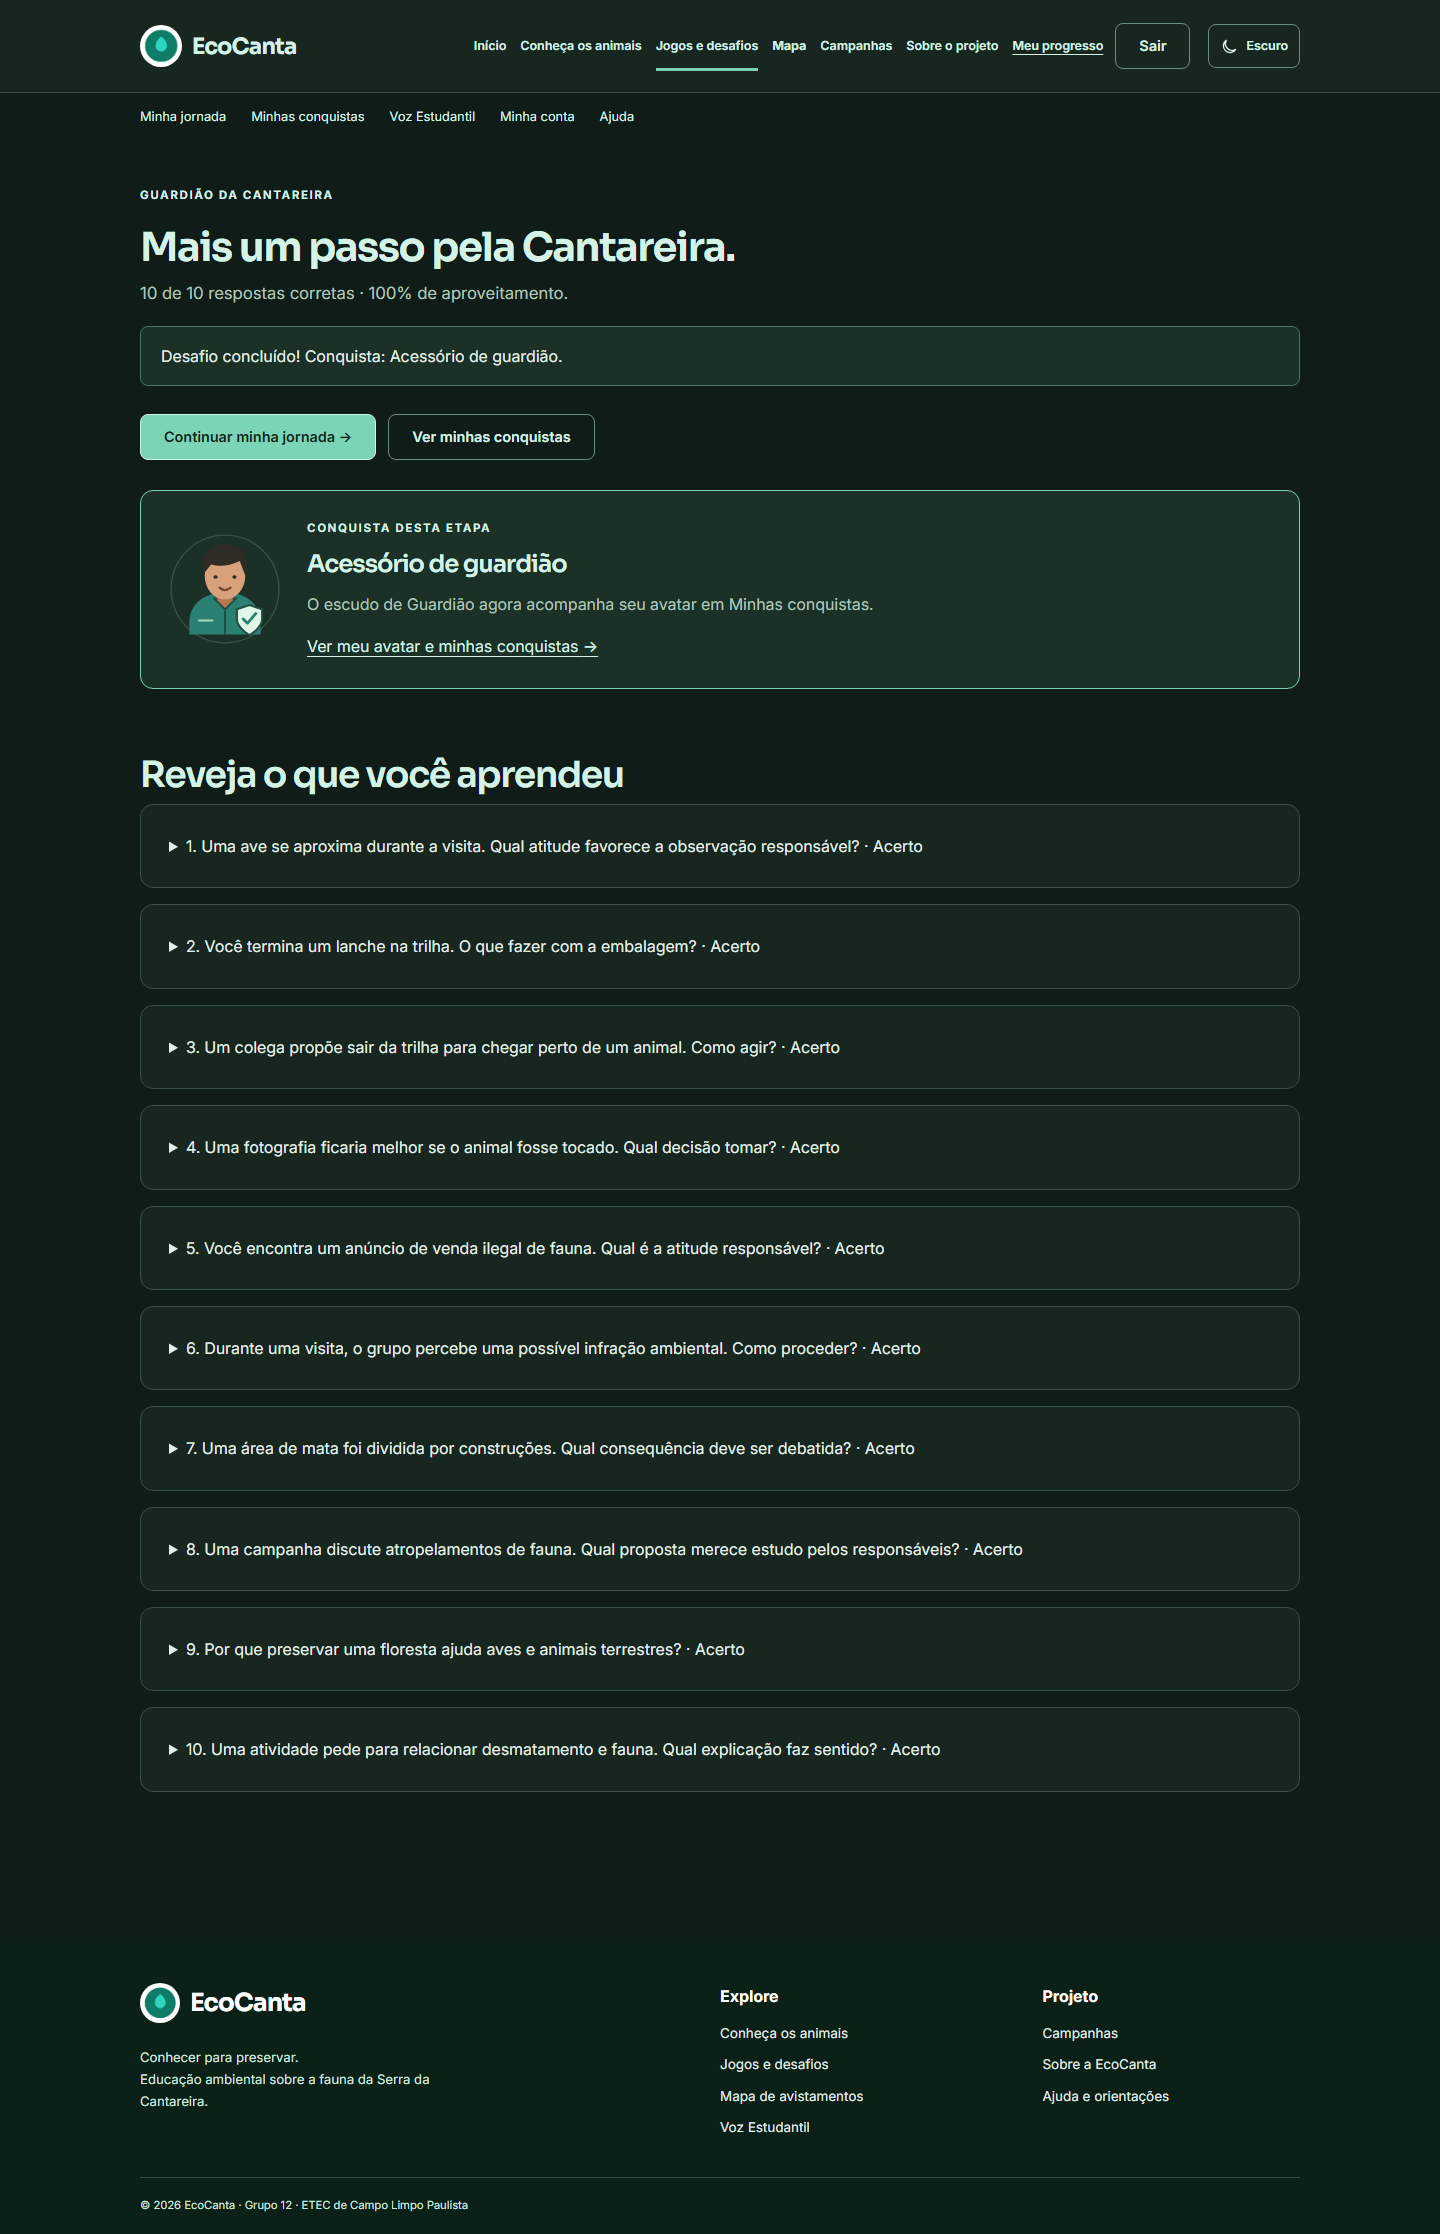 EcoCanta
Início Conheça os animais Jogos e desafios Mapa Campanhas Sobre o projeto Meu progresso Sair Escuro
Minha jornada Minhas conquistas Voz Estudantil Minha conta Ajuda
GUARDIÃO DA CANTAREIRA
Mais um passo pela Cantareira.
10 de 10 respostas corretas · 100% de aproveitamento.
Desafio concluído! Conquista: Acessório de guardião.
Continuar minha jornada → Ver minhas conquistas
CONQUISTA DESTA ETAPA
Acessório de guardião
O escudo de Guardião agora acompanha seu avatar em Minhas conquistas.
Ver meu avatar e minhas conquistas →
Reveja o que você aprendeu
1. Uma ave se aproxima durante a visita. Qual atitude favorece a observação responsável? · Acerto
2. Você termina um lanche na trilha. O que fazer com a embalagem? · Acerto
3. Um colega propõe sair da trilha para chegar perto de um animal. Como agir? · Acerto
4. Uma fotografia ficaria melhor se o animal fosse tocado. Qual decisão tomar? · Acerto
5. Você encontra um anúncio de venda ilegal de fauna. Qual é a atitude responsável? · Acerto
6. Durante uma visita, o grupo percebe uma possível infração ambiental. Como proceder? · Acerto
7. Uma área de mata foi dividida por construções. Qual consequência deve ser debatida? · Acerto
8. Uma campanha discute atropelamentos de fauna. Qual proposta merece estudo pelos responsáveis? · Acerto
9. Por que preservar uma floresta ajuda aves e animais terrestres? · Acerto
10. Uma atividade pede para relacionar desmatamento e fauna. Qual explicação faz sentido? · Acerto
EcoCanta
Conhecer para preservar.
Educação ambiental sobre a fauna da Serra da
Cantareira.
Explore
Conheça os animais
Jogos e desafios
Mapa de avistamentos
Voz Estudantil
Projeto
Campanhas
Sobre a EcoCanta
Ajuda e orientações
© 2026 EcoCanta · Grupo 12 · ETEC de Campo Limpo Paulista